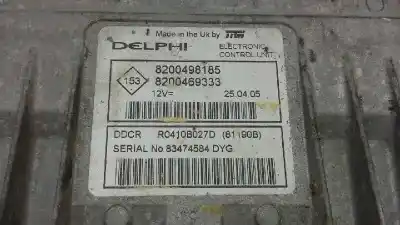 Made in the Uk by TRW
DELPHI ELECTRONIC
CONTROL UNIT
153
8200498185
8200469333
12V= 25.04.05
DDCR R0410B027D (81190B)
SERIAL No 83474584 DYG